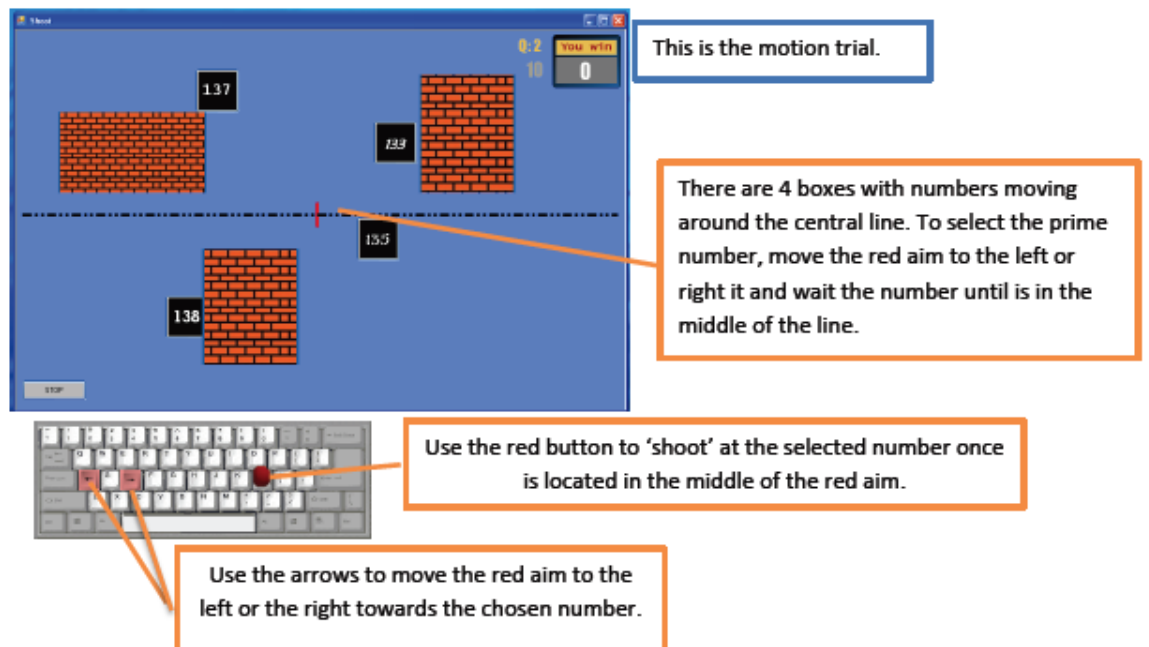 Shoot
Q:2
You win
10
0
137
133
135
138
STOP
This is the motion trial.
There are 4 boxes with numbers moving
around the central line. To select the prime
number, move the red aim to the left or
right it and wait the number until is in the
middle of the line.
Use the red button to ‘shoot’ at the selected number once
is located in the middle of the red aim.
Use the arrows to move the red aim to the
left or the right towards the chosen number.